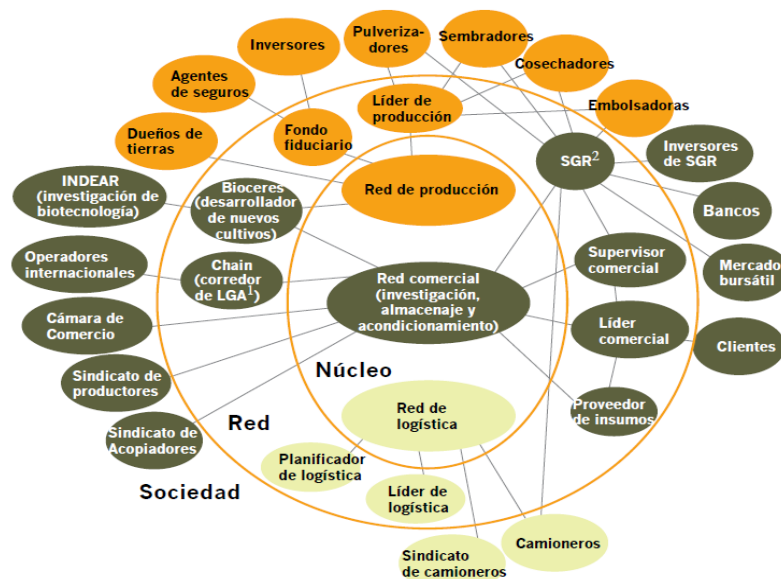 Inversores
Pulveriza-
dores
Sembradores
Cosechadores
Agentes
de seguros
Líder de
producción
Embolsadoras
Dueños de
tierras
Fondo
fiduciario
SGR2
Inversores
de SGR
INDEAR
(investigación de
biotecnología)
Bioceres
(desarrollador
de nuevos
cultivos)
Red de producción
Bancos
Operadores
internacionales
Chain
(corredor
de LGA1)
Red comercial
(investigación,
almacenaje y
acondicionamiento)
Supervisor
comercial
Mercado
bursátil
Cámara de
Comercio
Líder
comercial
Clientes
Sindicato de
productores
Núcleo
Red
Red de
logística
Proveedor
de insumos
Sindicato de
Acopiadores
Planificador
de logística
Sociedad
Líder de
logística
Sindicato
de camioneros
Camioneros